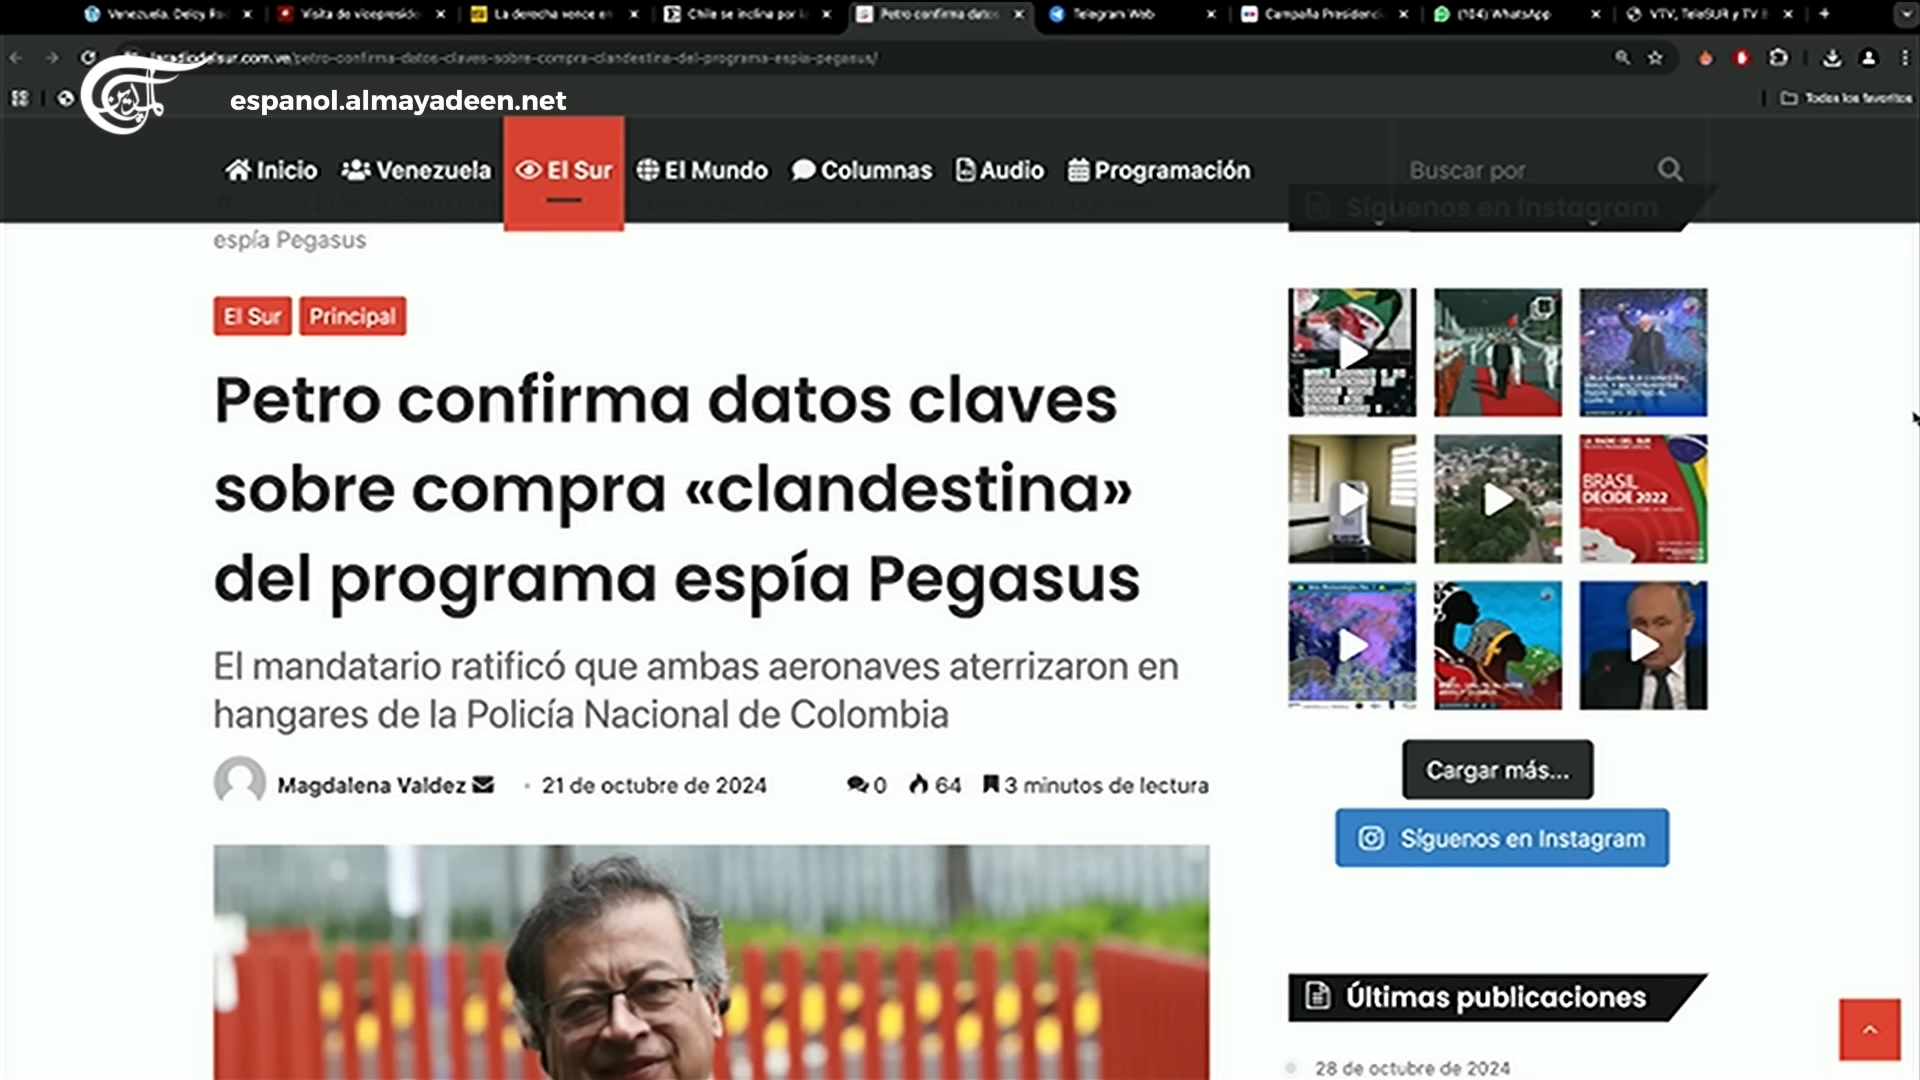 Venezuela. Delcy Ro
Visita de vicepreside
La derecha vence en
Chile se inclina por l
Petro confirma dato
Telegram Web
Campaña Presidenci
(104) WhatsApp
VTV, TeleSUR y TV
laradiodelsur.com.ve/petro-confirma-datos-claves-sobre-compra-clandestina-del-programa-espia-pegasus/
espanol.almayadeen.net
Todos los favoritos
Inicio
Venezuela
El Sur
El Mundo
Columnas
Audio
Programación
Buscar por
Síguenos en Instagram
espía Pegasus
El Sur
Principal
Petro confirma datos claves
sobre compra «clandestina»
del programa espía Pegasus
El mandatario ratificó que ambas aeronaves aterrizaron en
hangares de la Policía Nacional de Colombia
Magdalena Valdez
21 de octubre de 2024
0
64
3 minutos de lectura
BRASIL
DECIDE 2022
Cargar más...
Síguenos en Instagram
Últimas publicaciones
28 de octubre de 2024